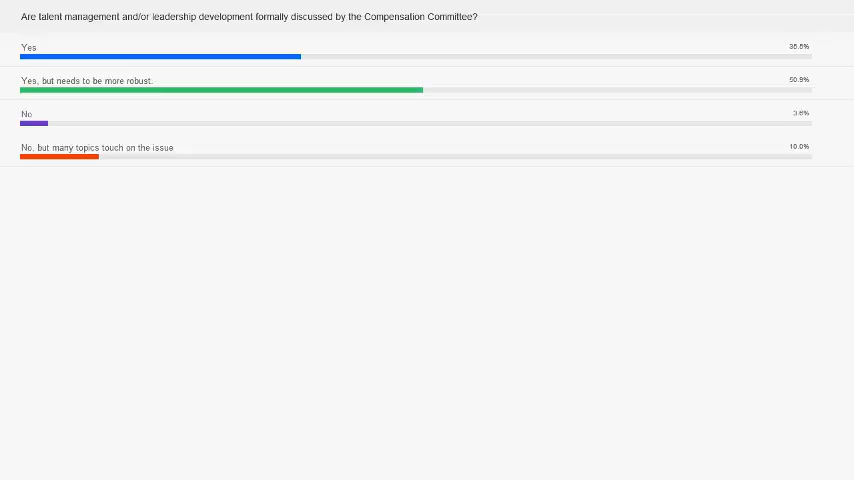 Are talent management and/or leadership development formally discussed by the Compensation Committee?
Yes
35.5%
Yes, but needs to be more robust.
50.9%
No
3.6%
No, but many topics touch on the issue
10.0%